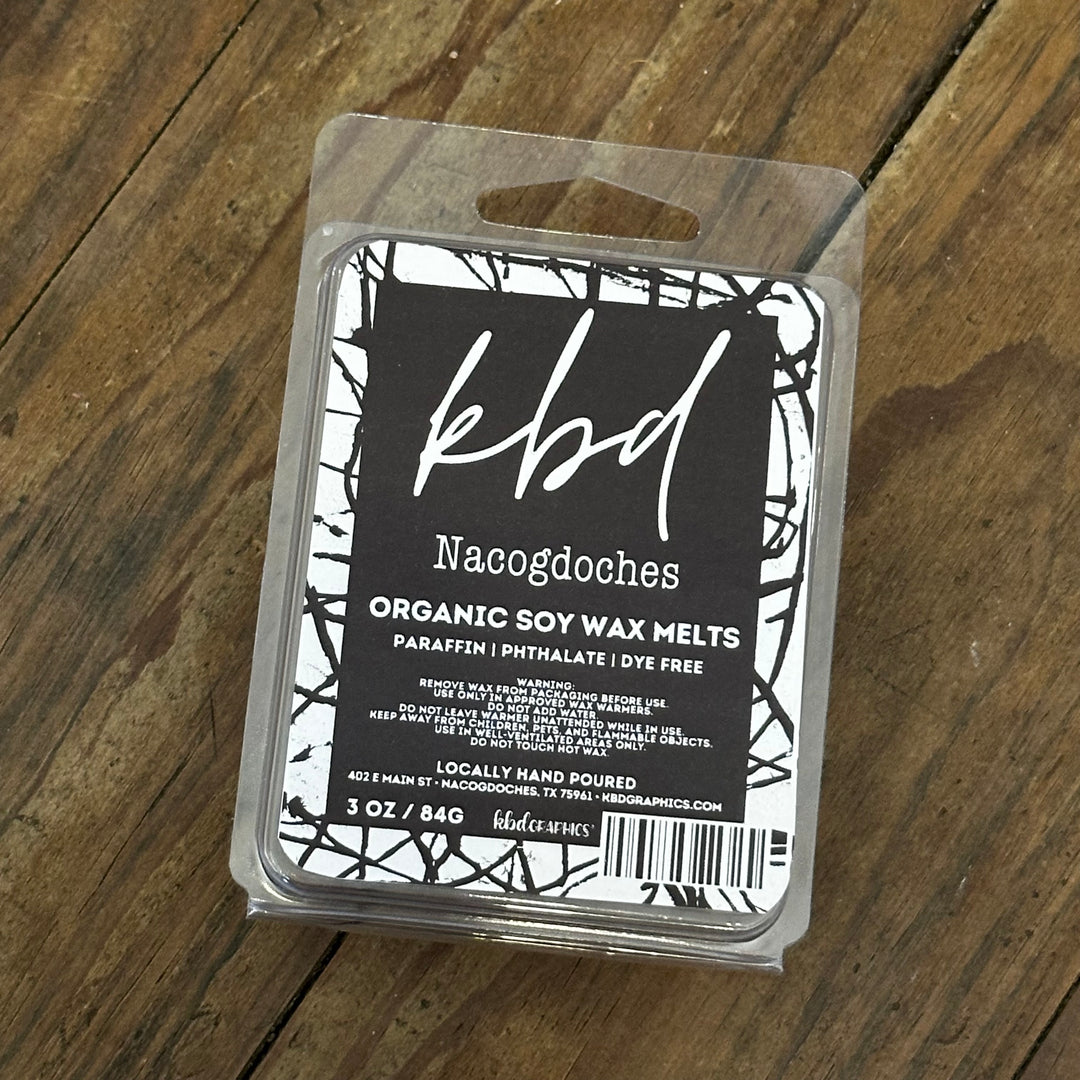 kbd
Nacogdoches
ORGANIC SOY WAX MELTS
PARAFFIN | PHTHALATE | DYE FREE
WARNING:
REMOVE WAX FROM PACKAGING BEFORE USE.
USE ONLY IN APPROVED WAX WARMERS.
DO NOT ADD WATER.
DO NOT LEAVE WARMER UNATTENDED WHILE IN USE.
KEEP AWAY FROM CHILDREN, PETS, AND FLAMMABLE OBJECTS.
USE IN WELL-VENTILATED AREAS ONLY.
DO NOT TOUCH HOT WAX.
LOCALLY HAND POURED
402 E MAIN ST • NACOGDOCHES, TX 75961 • KBDGRAPHICS.COM
3 OZ / 84G
kbdGRAPHICS